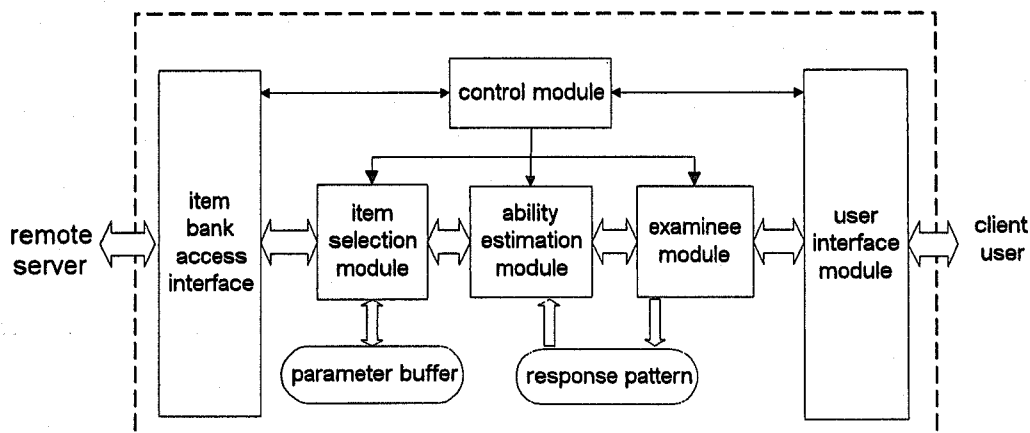 control module
item
bank
access
interface
item
selection
module
ability
estimation
module
examinee
module
user
interface
module
remote
server
client
user
parameter buffer
response pattern